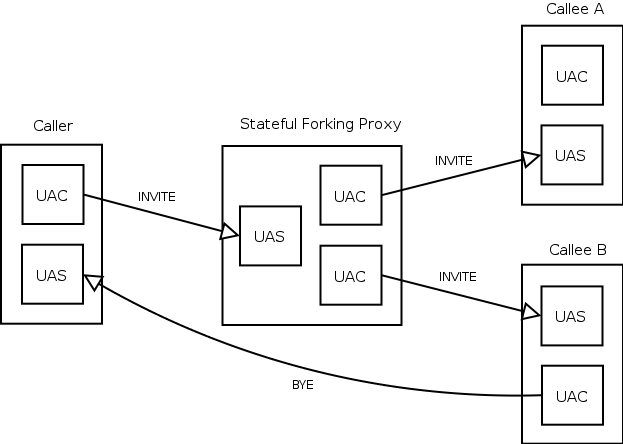 Callee A
UAC
UAS
Caller
UAC
UAS
INVITE
Stateful Forking Proxy
UAS
UAC
UAC
INVITE
INVITE
Callee B
UAS
UAC
BYE